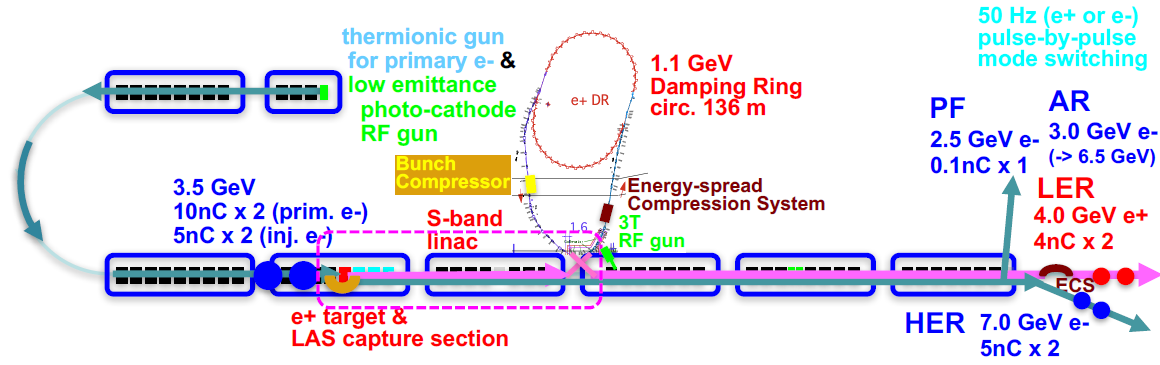 50 Hz (e+ or e-)
pulse-by-pulse
mode switching
thermionic gun
for primary e- &
low emittance
photo-cathode
RF gun
e+ DR
1.1 GeV
Damping Ring
circ. 136 m
PF
2.5 GeV e-
0.1nC x 1
AR
3.0 GeV e-
(-> 6.5 GeV)
Bunch
Compressor
Energy-spread
Compression System
3.5 GeV
10nC x 2 (prim. e-)
5nC x 2 (inj. e-)
S-band
linac
1.6
3T
RF gun
LER
4.0 GeV e+
4nC x 2
ECS
e+ target &
LAS capture section
HER
7.0 GeV e-
5nC x 2